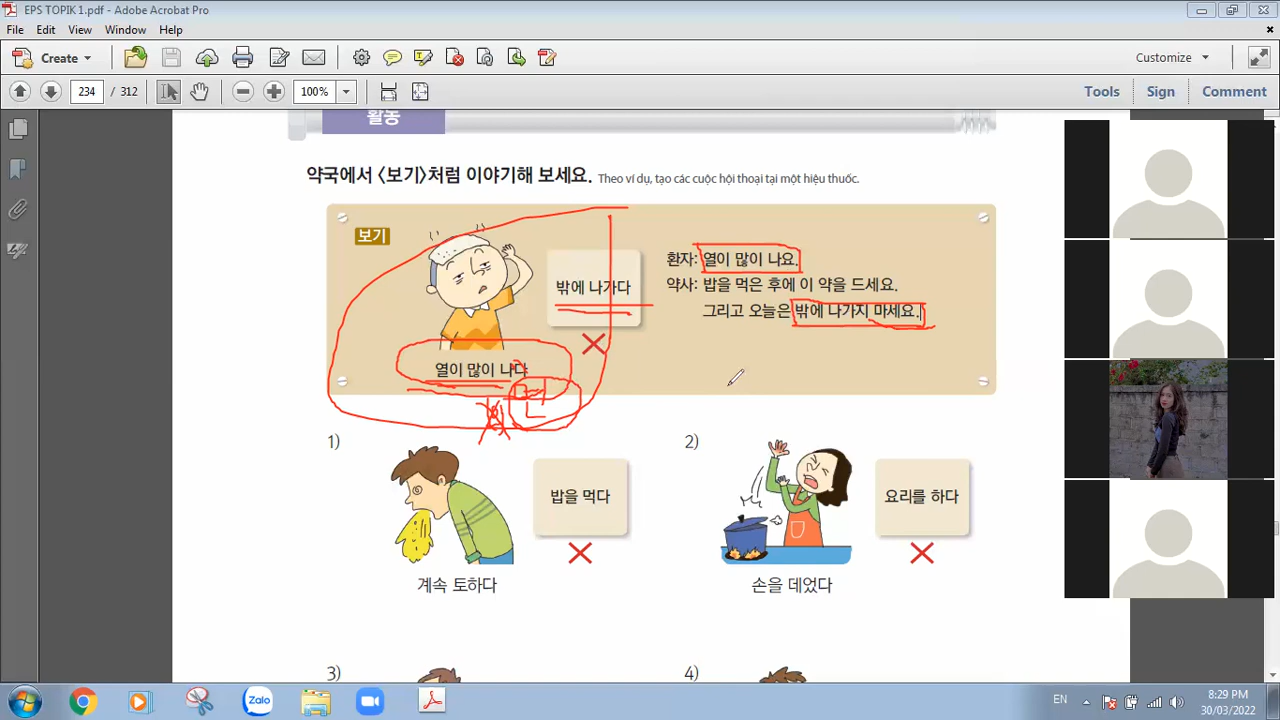 EPS TOPIK 1.pdf - Adobe Acrobat Pro
File Edit View Window Help
Create
Customize
234 / 312
100%
Tools Sign Comment
활동
약국에서 〈보기〉처럼 이야기해 보세요. Theo ví dụ, tạo các cuộc hội thoại tại một hiệu thuốc.
보기
밖에 나가다
열이 많이 나다
환자: 열이 많이 나요.
약사: 밥을 먹은 후에 이 약을 드세요.
그리고 오늘은 밖에 나가지 마세요.
1)
밥을 먹다
계속 토하다
2)
요리를 하다
손을 데었다
3)
4)
Zalo
EN
8:29 PM
30/03/2022